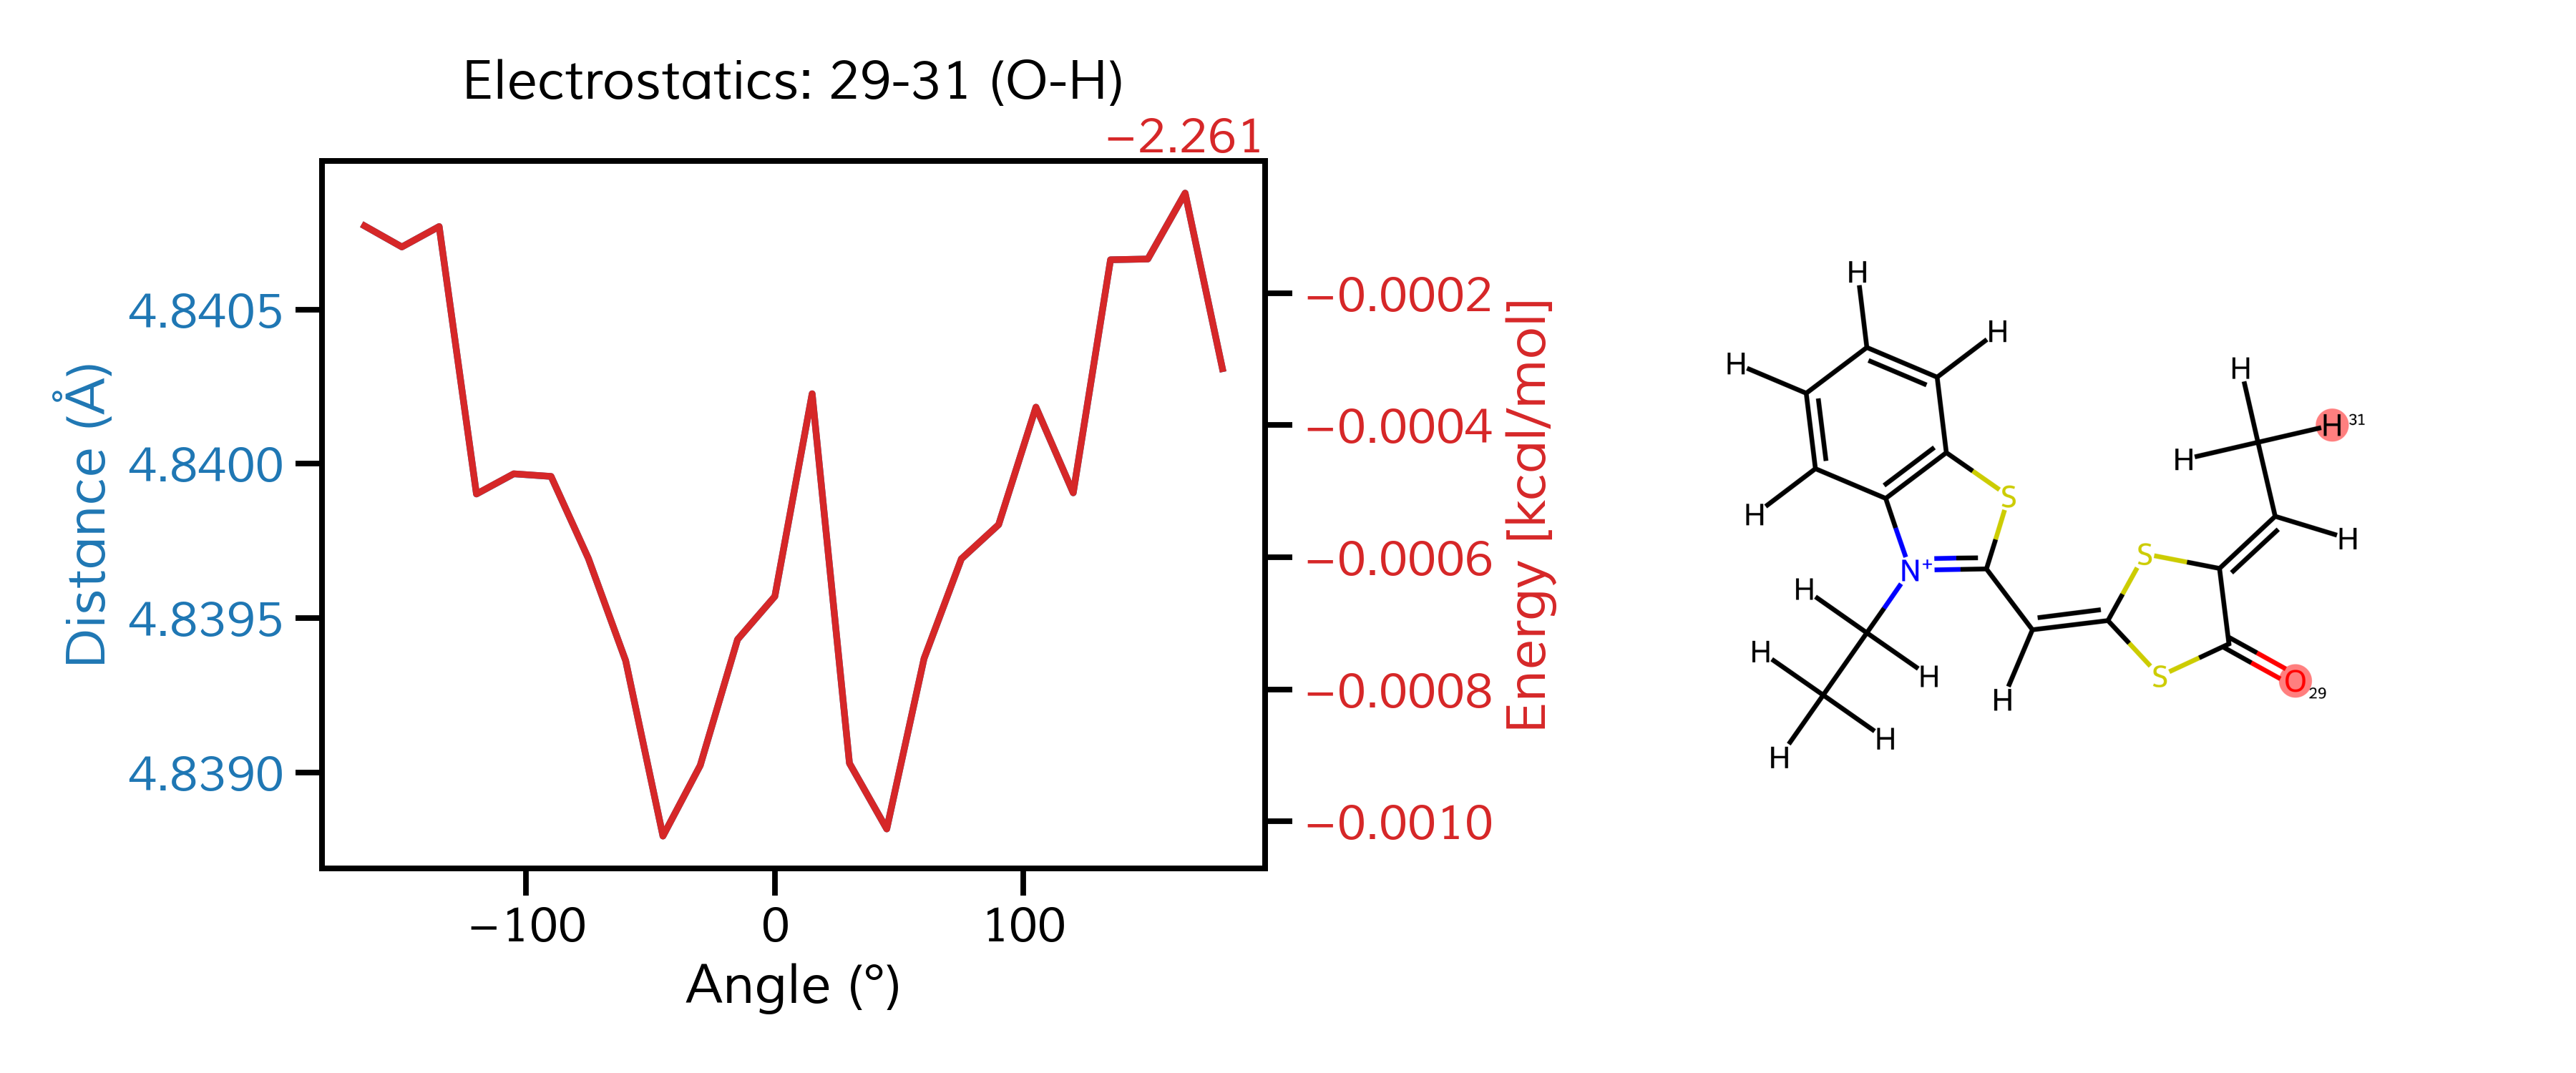 Electrostatics: 29-31 (O-H)
−2.261
Distance (Å)
4.8405
4.8400
4.8395
4.8390
−0.0002
−0.0004
−0.0006
−0.0008
−0.0010
Energy [kcal/mol]
−100
0
100
Angle (°)
H
H
H
H
H
H 31
H
S
H
S
N+
H
H
H
S
O 29
H
H
H